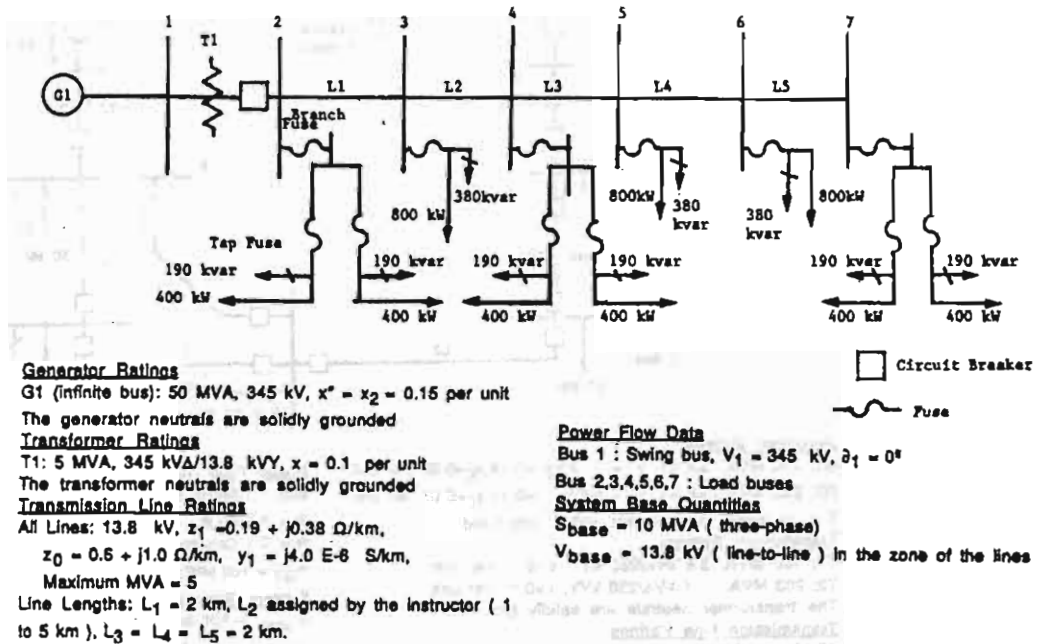 1 2 3 4 5 6 7
T1
G1
L1 L2 L3 L4 L5
Branch
Fuse
380kvar
800 kW
800kW
380
kvar
380
kvar
800kW
Tap Fuse
190 kvar 190 kvar 190 kvar 190 kvar 190 kvar 190 kvar
400 kW 400 kW 400 kW 400 kW 400 kW 400 kW
Circuit Breaker
Fuse
Generator Ratings
G1 (infinite bus): 50 MVA, 345 kV, x" = x2 = 0.15 per unit
The generator neutrals are solidly grounded
Transformer Ratings
T1: 5 MVA, 345 kVΔ/13.8 kVY, x = 0.1 per unit
The transformer neutrals are solidly grounded
Transmission Line Ratings
All Lines: 13.8 kV, z1 =0.19 + j0.38 Ω/km,
z0 = 0.6 + j1.0 Ω/km, y1 = j4.0 E-6 S/km,
Maximum MVA = 5
Line Lengths: L1 = 2 km, L2 assigned by the instructor ( 1
to 5 km ), L3 = L4 = L5 = 2 km.
Power Flow Data
Bus 1 : Swing bus, V1 = 345 kV, ∂1 = 0°
Bus 2,3,4,5,6,7 : Load buses
System Base Quantities
Sbase = 10 MVA ( three-phase)
Vbase = 13.8 kV ( line-to-line ) in the zone of the lines